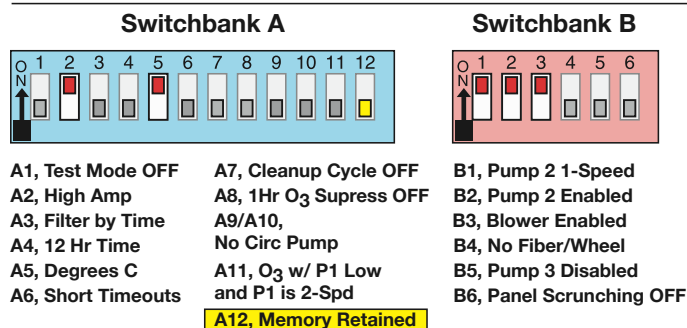 Switchbank A
Switchbank B
O
N
1 2 3 4 5 6 7 8 9 10 11 12
O
N
1 2 3 4 5 6
A1, Test Mode OFF
A2, High Amp
A3, Filter by Time
A4, 12 Hr Time
A5, Degrees C
A6, Short Timeouts
A7, Cleanup Cycle OFF
A8, 1Hr O3 Supress OFF
A9/A10,
No Circ Pump
A11, O3 w/ P1 Low
and P1 is 2-Spd
A12, Memory Retained
B1, Pump 2 1-Speed
B2, Pump 2 Enabled
B3, Blower Enabled
B4, No Fiber/Wheel
B5, Pump 3 Disabled
B6, Panel Scrunching OFF